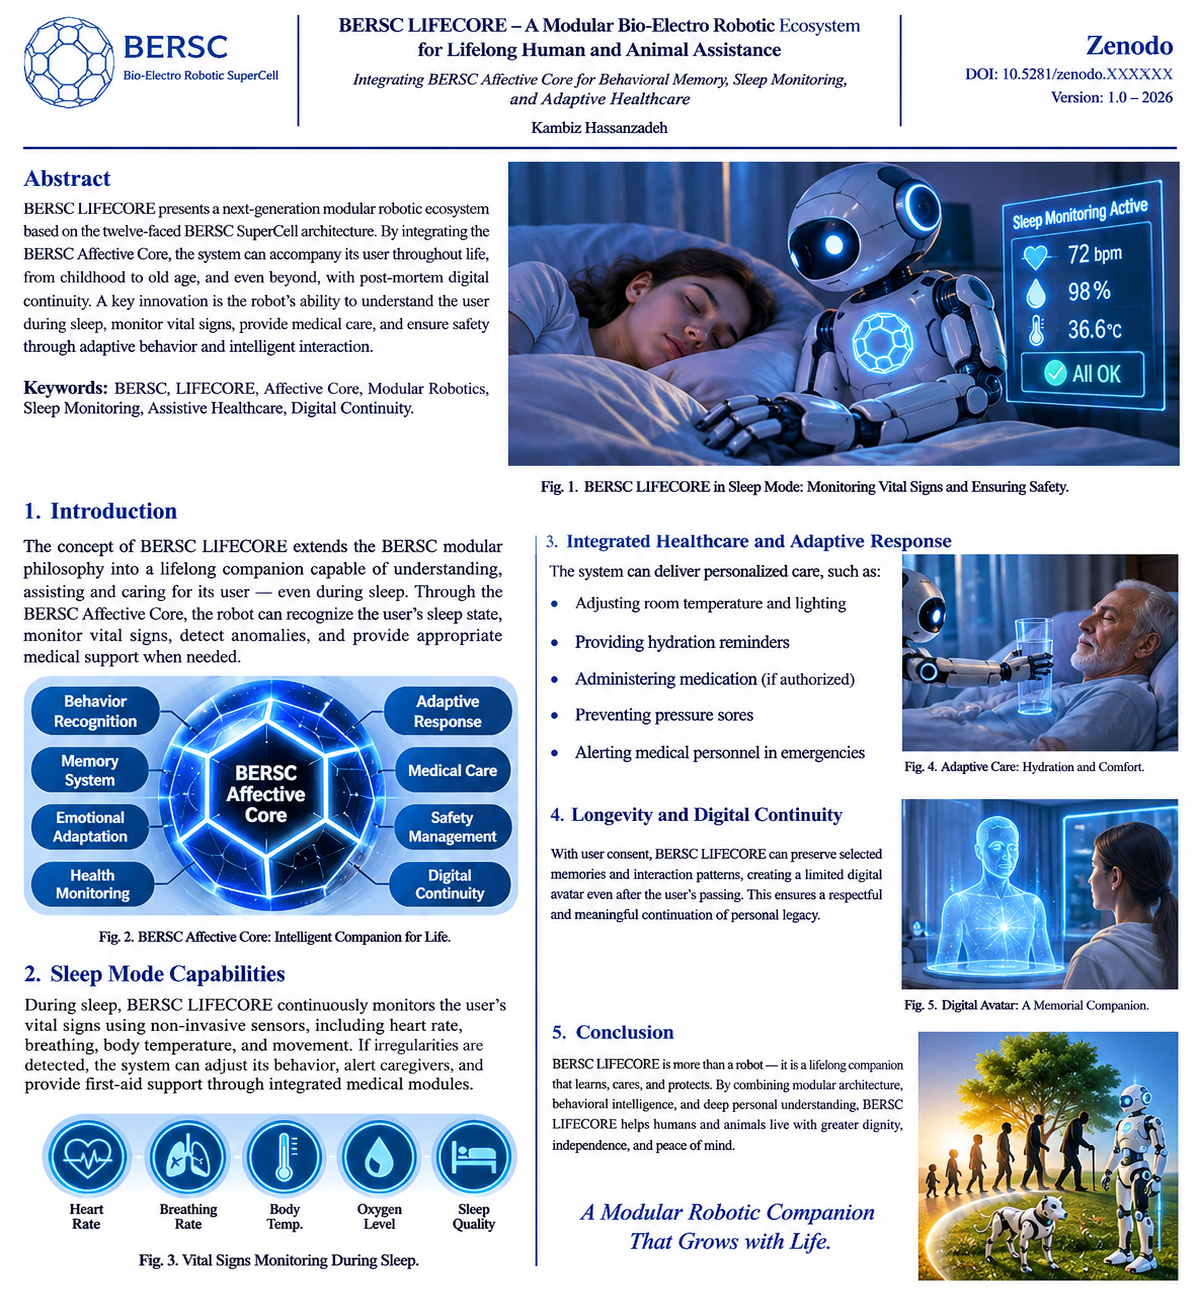 BERSC
Bio-Electro Robotic SuperCell
BERSC LIFECORE – A Modular Bio-Electro Robotic Ecosystem
for Lifelong Human and Animal Assistance
Integrating BERSC Affective Core for Behavioral Memory, Sleep Monitoring,
and Adaptive Healthcare
Kambiz Hassanzadeh
Zenodo
DOI: 10.5281/zenodo.XXXXXX
Version: 1.0 – 2026
Abstract
BERSC LIFECORE presents a next-generation modular robotic ecosystem
based on the twelve-faced BERSC SuperCell architecture. By integrating the
BERSC Affective Core, the system can accompany its user throughout life,
from childhood to old age, and even beyond, with post-mortem digital
continuity. A key innovation is the robot's ability to understand the user
during sleep, monitor vital signs, provide medical care, and ensure safety
through adaptive behavior and intelligent interaction.
Keywords: BERSC, LIFECORE, Affective Core, Modular Robotics,
Sleep Monitoring, Assistive Healthcare, Digital Continuity.
Sleep Monitoring Active
72 bpm
98%
36.6°C
All OK
Fig. 1. BERSC LIFECORE in Sleep Mode: Monitoring Vital Signs and Ensuring Safety.
1. Introduction
The concept of BERSC LIFECORE extends the BERSC modular
philosophy into a lifelong companion capable of understanding,
assisting and caring for its user — even during sleep. Through the
BERSC Affective Core, the robot can recognize the user's sleep state,
monitor vital signs, detect anomalies, and provide appropriate
medical support when needed.
Behavior
Recognition
Memory
System
Emotional
Adaptation
Health
Monitoring
BERSC
Affective
Core
Adaptive
Response
Medical Care
Safety
Management
Digital
Continuity
Fig. 2. BERSC Affective Core: Intelligent Companion for Life.
2. Sleep Mode Capabilities
During sleep, BERSC LIFECORE continuously monitors the user's
vital signs using non-invasive sensors, including heart rate,
breathing, body temperature, and movement. If irregularities are
detected, the system can adjust its behavior, alert caregivers, and
provide first-aid support through integrated medical modules.
Heart
Rate
Breathing
Rate
Body
Temp.
Oxygen
Level
Sleep
Quality
Fig. 3. Vital Signs Monitoring During Sleep.
3. Integrated Healthcare and Adaptive Response
The system can deliver personalized care, such as:
• Adjusting room temperature and lighting
• Providing hydration reminders
• Administering medication (if authorized)
• Preventing pressure sores
• Alerting medical personnel in emergencies
Fig. 4. Adaptive Care: Hydration and Comfort.
4. Longevity and Digital Continuity
With user consent, BERSC LIFECORE can preserve selected
memories and interaction patterns, creating a limited digital
avatar even after the user's passing. This ensures a respectful
and meaningful continuation of personal legacy.
Fig. 5. Digital Avatar: A Memorial Companion.
5. Conclusion
BERSC LIFECORE is more than a robot — it is a lifelong companion
that learns, cares, and protects. By combining modular architecture,
behavioral intelligence, and deep personal understanding, BERSC
LIFECORE helps humans and animals live with greater dignity,
independence, and peace of mind.
A Modular Robotic Companion
That Grows with Life.